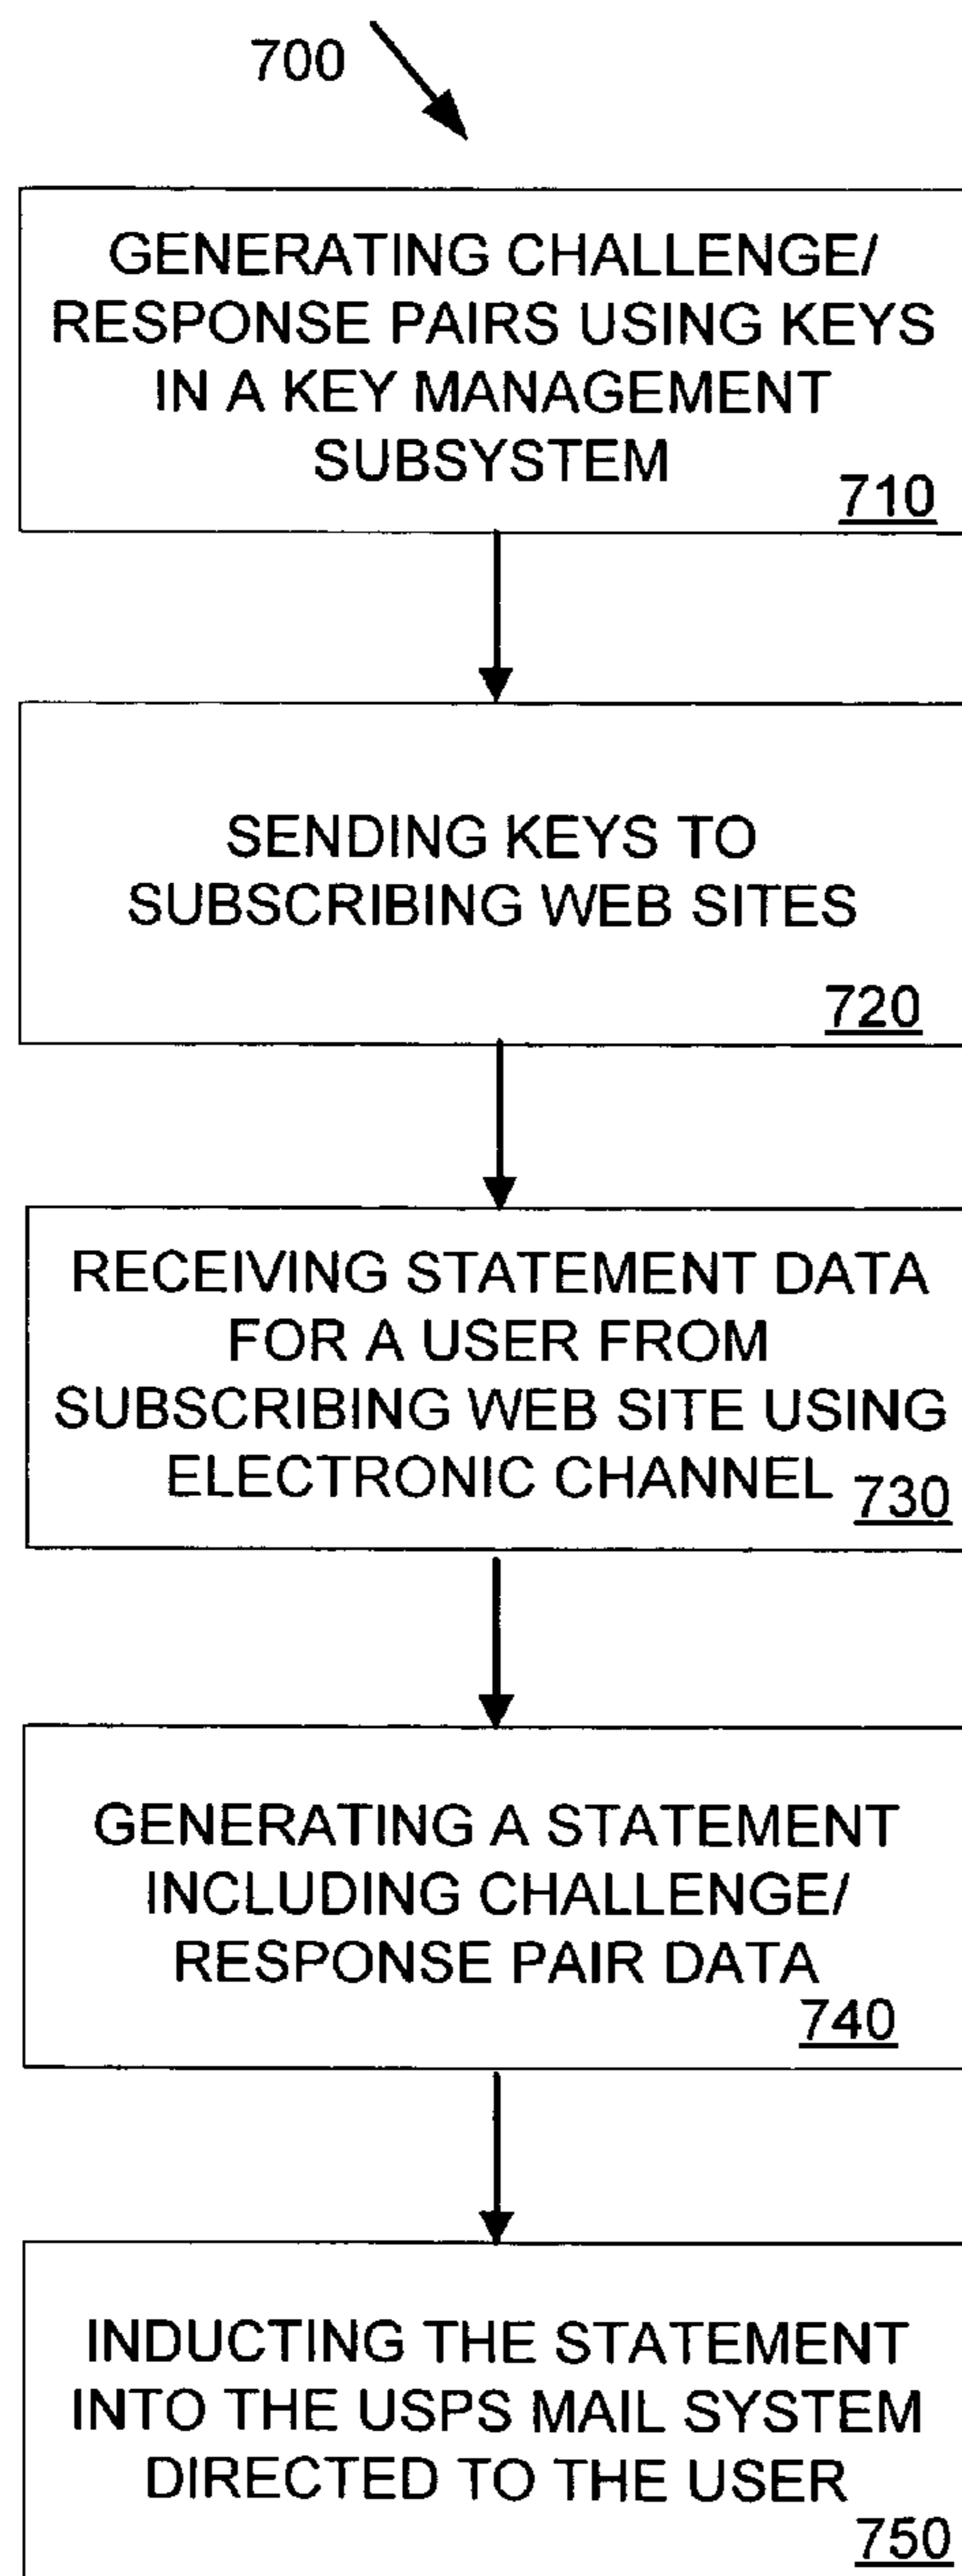 700
GENERATING CHALLENGE/
RESPONSE PAIRS USING KEYS
IN A KEY MANAGEMENT
SUBSYSTEM
710
SENDING KEYS TO
SUBSCRIBING WEB SITES
720
RECEIVING STATEMENT DATA
FOR A USER FROM
SUBSCRIBING WEB SITE USING
ELECTRONIC CHANNEL
730
GENERATING A STATEMENT
INCLUDING CHALLENGE/
RESPONSE PAIR DATA
740
INDUCTING THE STATEMENT
INTO THE USPS MAIL SYSTEM
DIRECTED TO THE USER
750